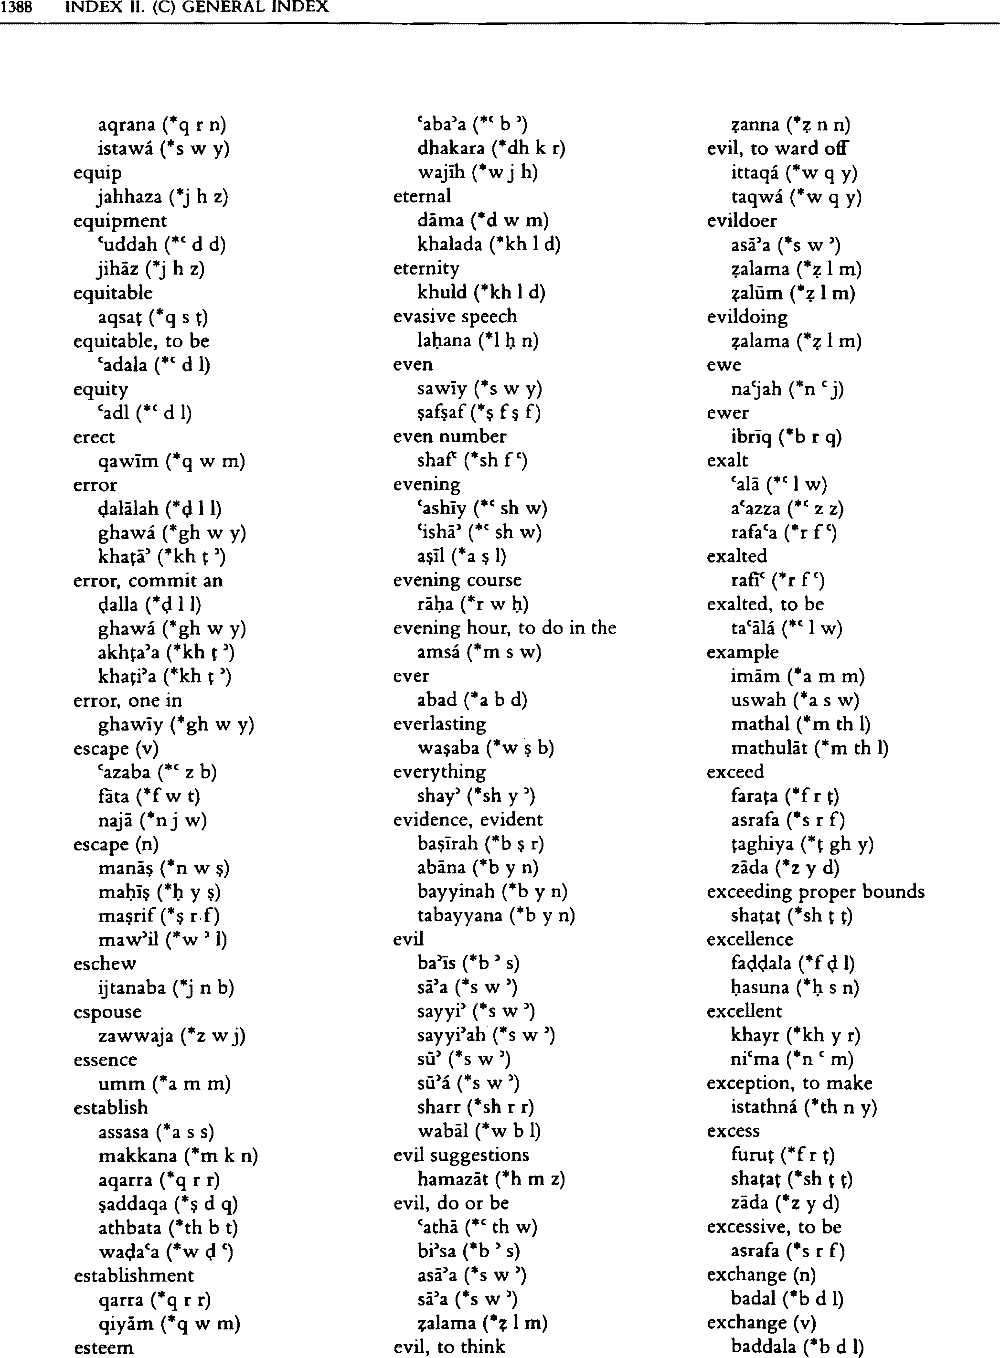 1388 INDEX II. (C) GENERAL INDEX
aqrana (*q r n)
istawá (*s w y)
equip
jahhaza (*j h z)
equipment
ʿuddah (*ʿ d d)
jihāz (*j h z)
equitable
aqsaṭ (*q s ṭ)
equitable, to be
ʿadala (*ʿ d l)
equity
ʿadl (*ʿ d l)
erect
qawīm (*q w m)
error
ḍalālah (*ḍ l l)
ghawá (*gh w y)
khaṭāʾ (*kh ṭ ʾ)
error, commit an
ḍalla (*ḍ l l)
ghawá (*gh w y)
akhṭaʾa (*kh ṭ ʾ)
khaṭiʾa (*kh ṭ ʾ)
error, one in
ghawīy (*gh w y)
escape (v)
ʿazaba (*ʿ z b)
fāta (*f w t)
najā (*n j w)
escape (n)
manāṣ (*n w ṣ)
maḥīṣ (*ḥ y ṣ)
maṣrif (*ṣ r f)
mawʾil (*w ʾ l)
eschew
ijtanaba (*j n b)
espouse
zawwaja (*z w j)
essence
umm (*a m m)
establish
assasa (*a s s)
makkana (*m k n)
aqarra (*q r r)
ṣaddaqa (*ṣ d q)
athbata (*th b t)
waḍaʿa (*w ḍ ʿ)
establishment
qarra (*q r r)
qiyām (*q w m)
esteem
ʿabaʾa (*ʿ b ʾ)
dhakara (*dh k r)
wajīh (*w j h)
eternal
dāma (*d w m)
khalada (*kh l d)
eternity
khuld (*kh l d)
evasive speech
laḥana (*l ḥ n)
even
sawīy (*s w y)
ṣafṣaf (*ṣ f ṣ f)
even number
shafʿ (*sh f ʿ)
evening
ʿashīy (*ʿ sh w)
ʿishāʾ (*ʿ sh w)
aṣīl (*a ṣ l)
evening course
rāḥa (*r w ḥ)
evening hour, to do in the
amsá (*m s w)
ever
abad (*a b d)
everlasting
waṣaba (*w ṣ b)
everything
shayʾ (*sh y ʾ)
evidence, evident
baṣīrah (*b ṣ r)
abāna (*b y n)
bayyinah (*b y n)
tabayyana (*b y n)
evil
baʾīs (*b ʾ s)
sāʾa (*s w ʾ)
sayyiʾ (*s w ʾ)
sayyiʾah (*s w ʾ)
sūʾ (*s w ʾ)
sūʾá (*s w ʾ)
sharr (*sh r r)
wabāl (*w b l)
evil suggestions
hamazāt (*h m z)
evil, do or be
ʿathā (*ʿ th w)
biʾsa (*b ʾ s)
asāʾa (*s w ʾ)
sāʾa (*s w ʾ)
ẓalama (*ẓ l m)
evil, to think
ẓanna (*ẓ n n)
evil, to ward off
ittaqá (*w q y)
taqwá (*w q y)
evildoer
asāʾa (*s w ʾ)
ẓalama (*ẓ l m)
ẓalūm (*ẓ l m)
evildoing
ẓalama (*ẓ l m)
ewe
naʿjah (*n ʿ j)
ewer
ibrīq (*b r q)
exalt
ʿalā (*ʿ l w)
aʿazza (*ʿ z z)
rafaʿa (*r f ʿ)
exalted
rafīʿ (*r f ʿ)
exalted, to be
taʿālá (*ʿ l w)
example
imām (*a m m)
uswah (*a s w)
mathal (*m th l)
mathulāt (*m th l)
exceed
faraṭa (*f r ṭ)
asrafa (*s r f)
ṭaghiya (*ṭ gh y)
zāda (*z y d)
exceeding proper bounds
shaṭaṭ (*sh ṭ ṭ)
excellence
faḍḍala (*f ḍ l)
ḥasuna (*ḥ s n)
excellent
khayr (*kh y r)
niʿma (*n ʿ m)
exception, to make
istathná (*th n y)
excess
furuṭ (*f r ṭ)
shaṭaṭ (*sh ṭ ṭ)
zāda (*z y d)
excessive, to be
asrafa (*s r f)
exchange (n)
badal (*b d l)
exchange (v)
baddala (*b d l)